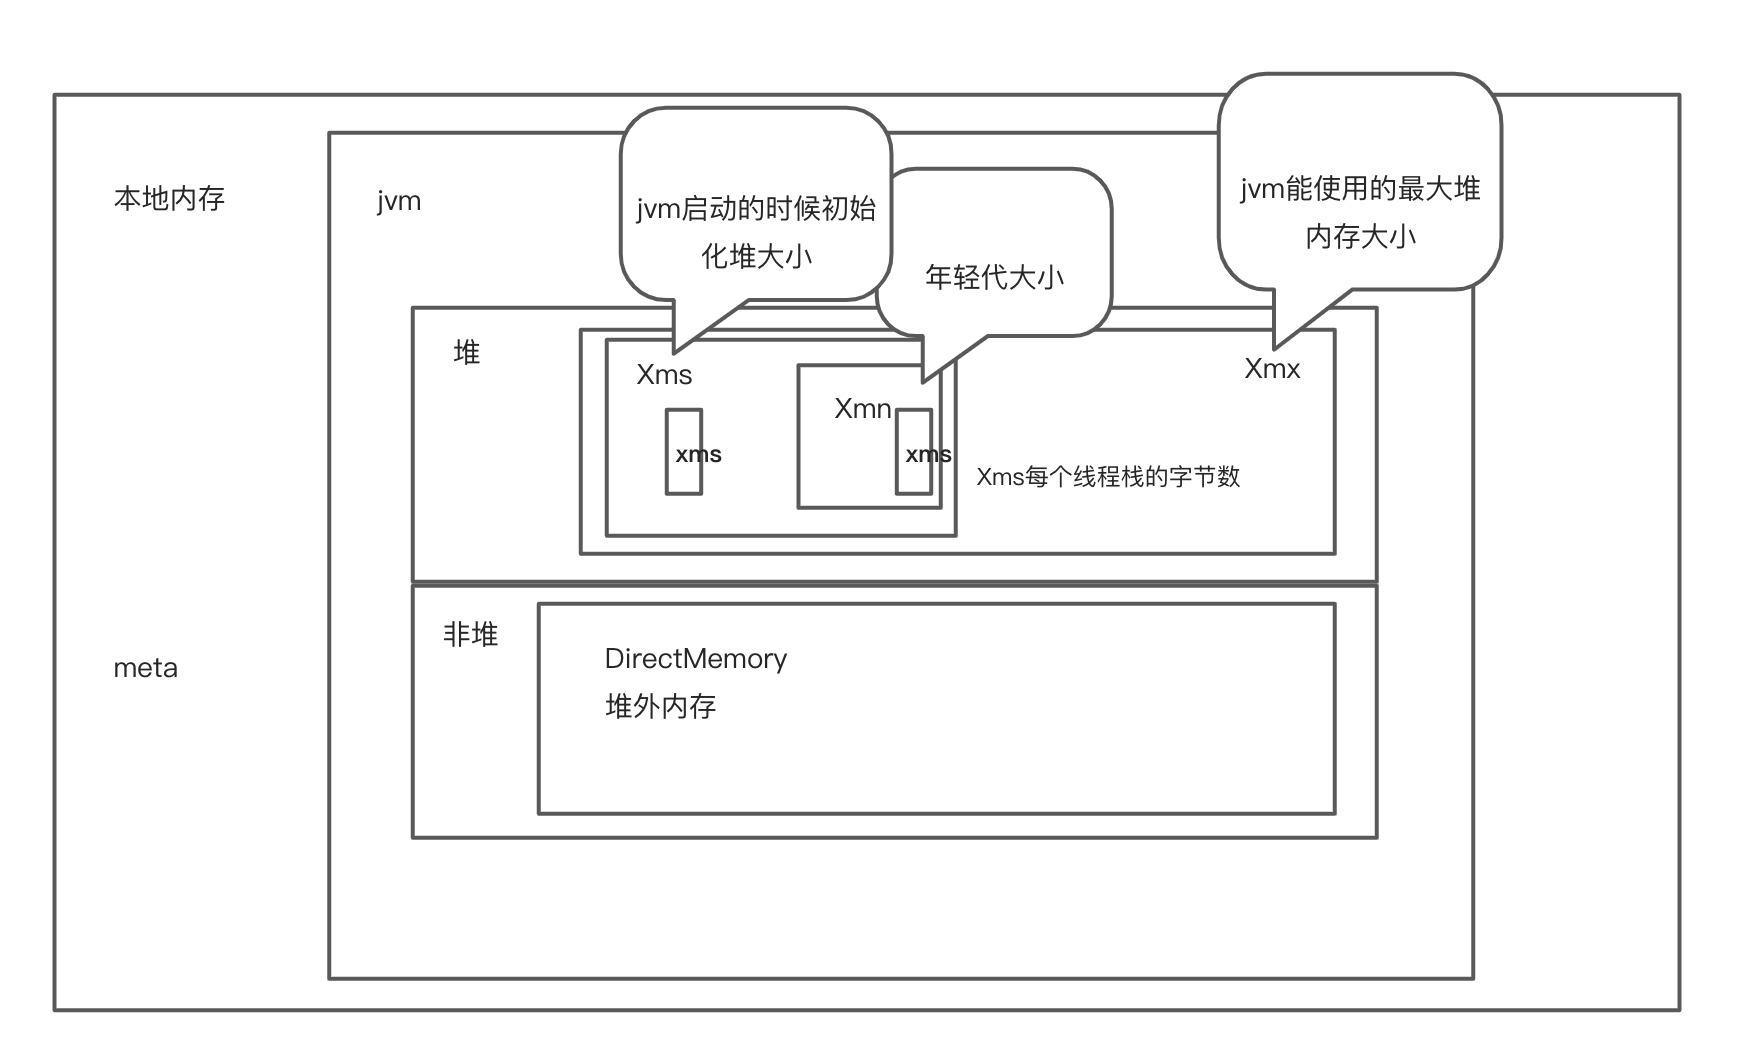 本地内存
jvm
jvm启动的时候初始
化堆大小
年轻代大小
jvm能使用的最大堆
内存大小
堆
Xms
Xmn
Xmx
xms
xms
Xms每个线程栈的字节数
非堆
DirectMemory
堆外内存
meta